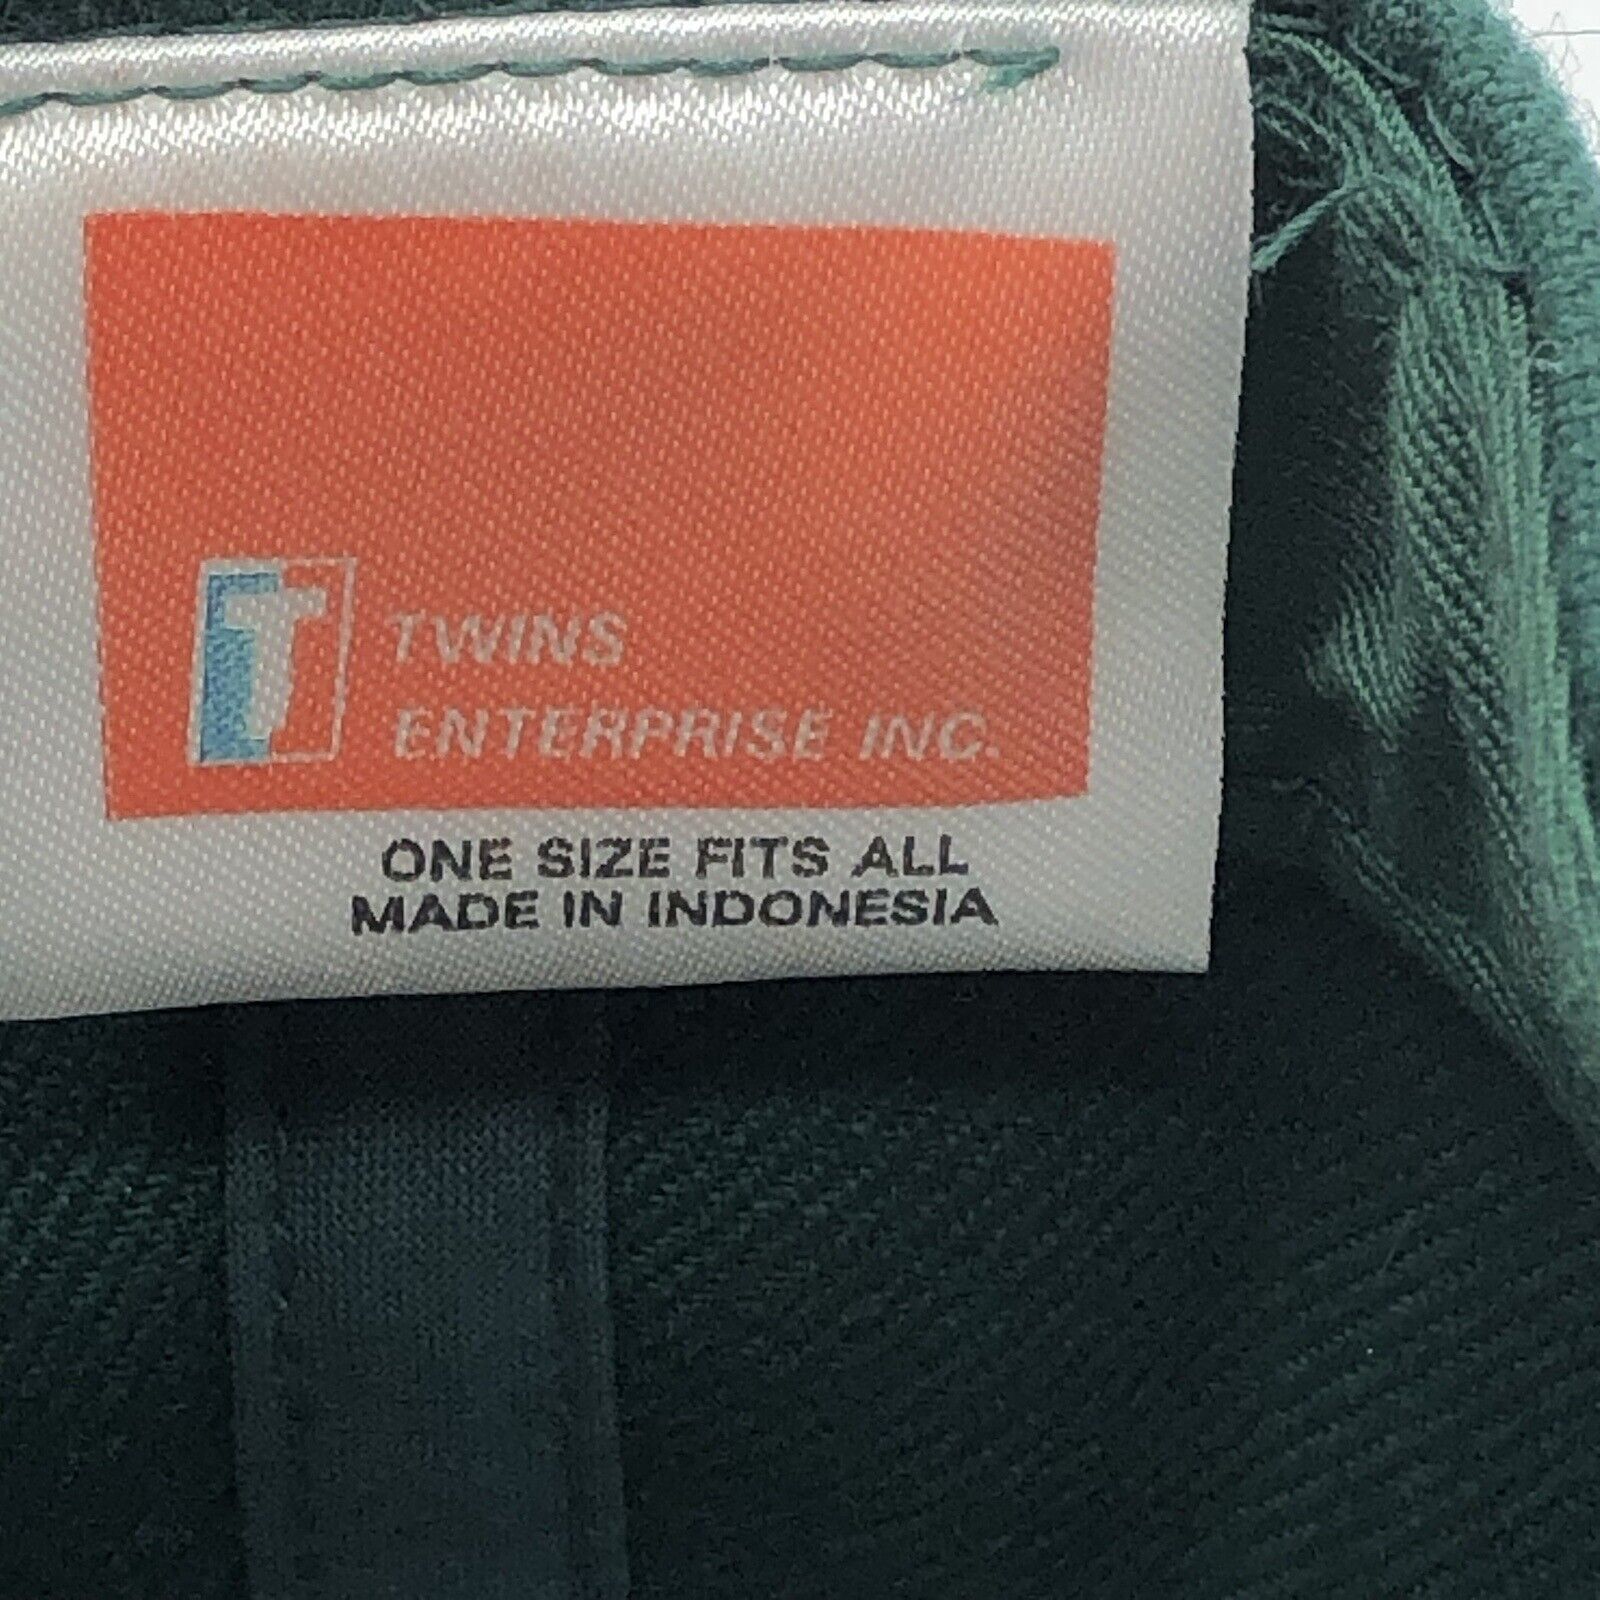 T TWINS
ENTERPRISE INC.
ONE SIZE FITS ALL
MADE IN INDONESIA